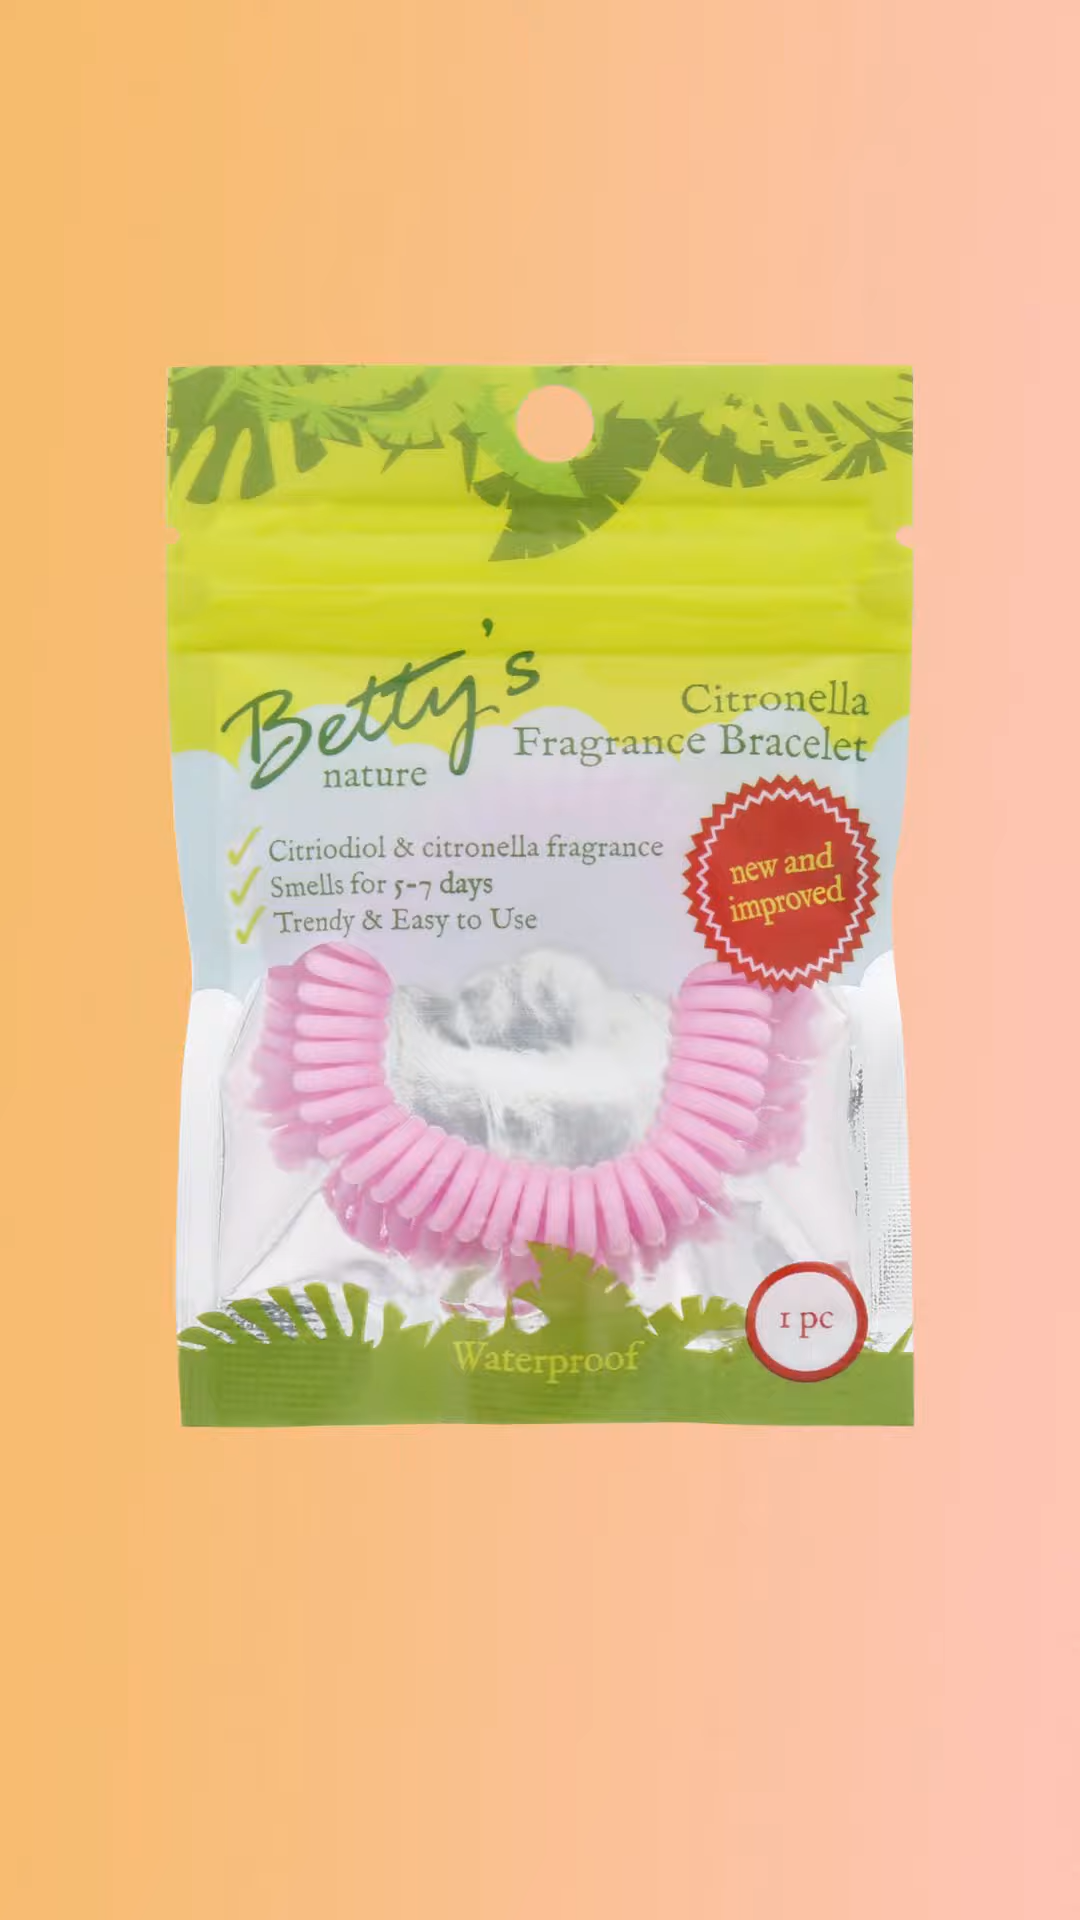 Betty's
nature
Citronella
Fragrance Bracelet
Citriodiol & citronella fragrance
Smells for 5-7 days
Trendy & Easy to Use
new and
improved
1 pc
Waterproof